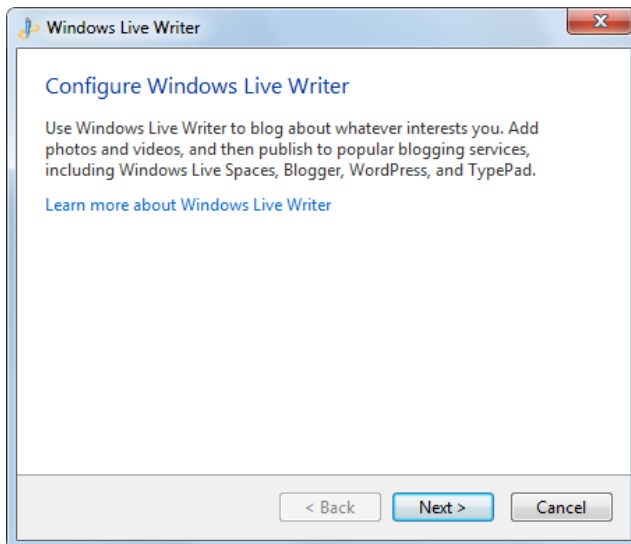 Windows Live Writer
Configure Windows Live Writer
Use Windows Live Writer to blog about whatever interests you. Add
photos and videos, and then publish to popular blogging services,
including Windows Live Spaces, Blogger, WordPress, and TypePad.
Learn more about Windows Live Writer
< Back Next > Cancel